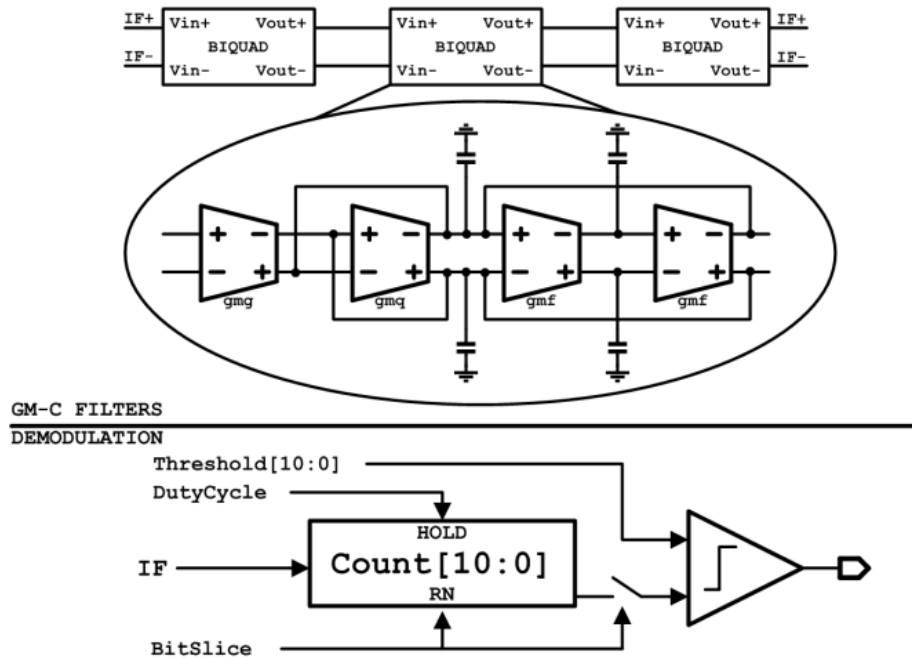 IF+ Vin+ Vout+ Vin+ Vout+ Vin+ Vout+ IF+
BIQUAD BIQUAD BIQUAD
IF- Vin- Vout- Vin- Vout- Vin- Vout- IF-
+ - + - + - + -
- + - + - + - +
gmg gmq gmf gmf
GM-C FILTERS
DEMODULATION
Threshold[10:0]
DutyCycle
HOLD
IF Count[10:0]
RN
BitSlice